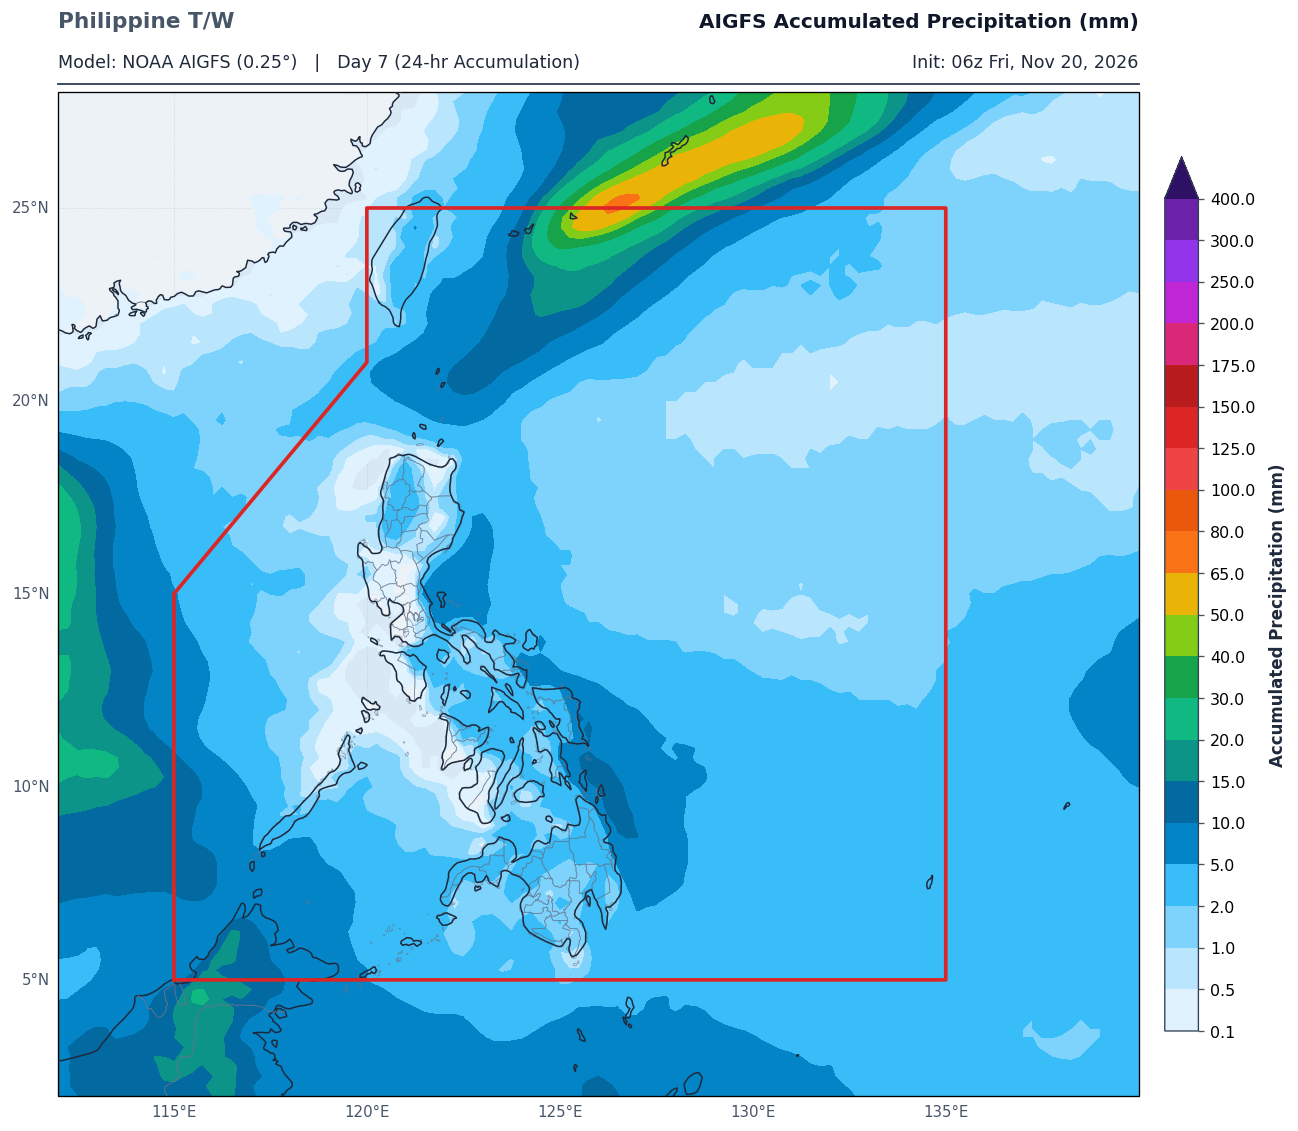 Philippine T/W
AIGFS Accumulated Precipitation (mm)
Model: NOAA AIGFS (0.25°) | Day 7 (24-hr Accumulation)
Init: 06z Fri, Nov 20, 2026
25°N
20°N
15°N
10°N
5°N
115°E
120°E
125°E
130°E
135°E
400.0
300.0
250.0
200.0
175.0
150.0
125.0
100.0
80.0
65.0
50.0
40.0
30.0
20.0
15.0
10.0
5.0
2.0
1.0
0.5
0.1
Accumulated Precipitation (mm)